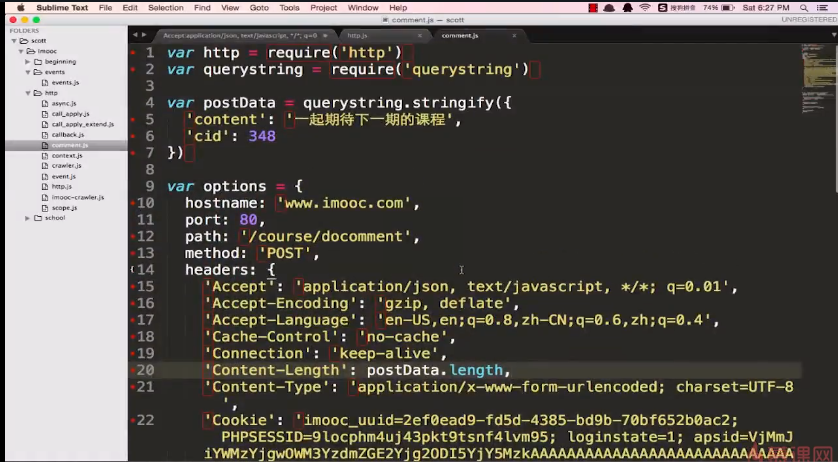 Sublime Text File Edit Selection Find View Goto Tools Project Window Help 74% Sat 6:27 PM
comment.js — scott
UNREGISTERED
FOLDERS
scott
imooc
beginning
events
events.js
http
async.js
call_apply.js
call_apply_extend.js
callback.js
comment.js
context.js
crawler.js
event.js
http.js
imooc-crawler.js
scope.js
school
Accept:application/json, text/javascript, */*; q=0
http.js
comment.js
1 var http = require('http')
2 var querystring = require('querystring')
3
4 var postData = querystring.stringify({
5 'content': '一起期待下一期的课程',
6 'cid': 348
7 })
8
9 var options = {
10 hostname: 'www.imooc.com',
11 port: 80,
12 path: '/course/docomment',
13 method: 'POST',
14 headers: {
15 'Accept': 'application/json, text/javascript, */*; q=0.01',
16 'Accept-Encoding': 'gzip, deflate',
17 'Accept-Language': 'en-US,en;q=0.8,zh-CN;q=0.6,zh;q=0.4',
18 'Cache-Control': 'no-cache',
19 'Connection': 'keep-alive',
20 'Content-Length': postData.length,
21 'Content-Type': 'application/x-www-form-urlencoded; charset=UTF-8
',
22 'Cookie': 'imooc_uuid=2ef0ead9-fd5d-4385-bd9b-70bf652b0ac2;
PHPSESSID=9locphm4uj43pkt9tsnf4lvm95; loginstate=1; apsid=VjMmJ